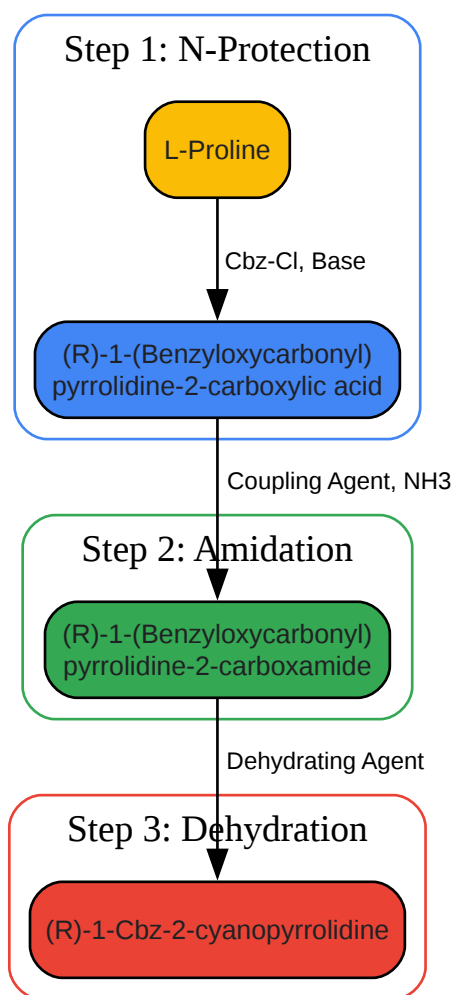 Step 1: N-Protection
L-Proline
Cbz-Cl, Base
(R)-1-(Benzyloxycarbonyl)
pyrrolidine-2-carboxylic acid
Coupling Agent, NH3
Step 2: Amidation
(R)-1-(Benzyloxycarbonyl)
pyrrolidine-2-carboxamide
Dehydrating Agent
Step 3: Dehydration
(R)-1-Cbz-2-cyanopyrrolidine